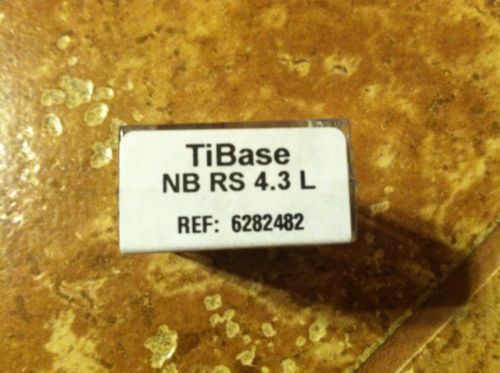 TiBase
NB RS 4.3 L
REF: 6282482